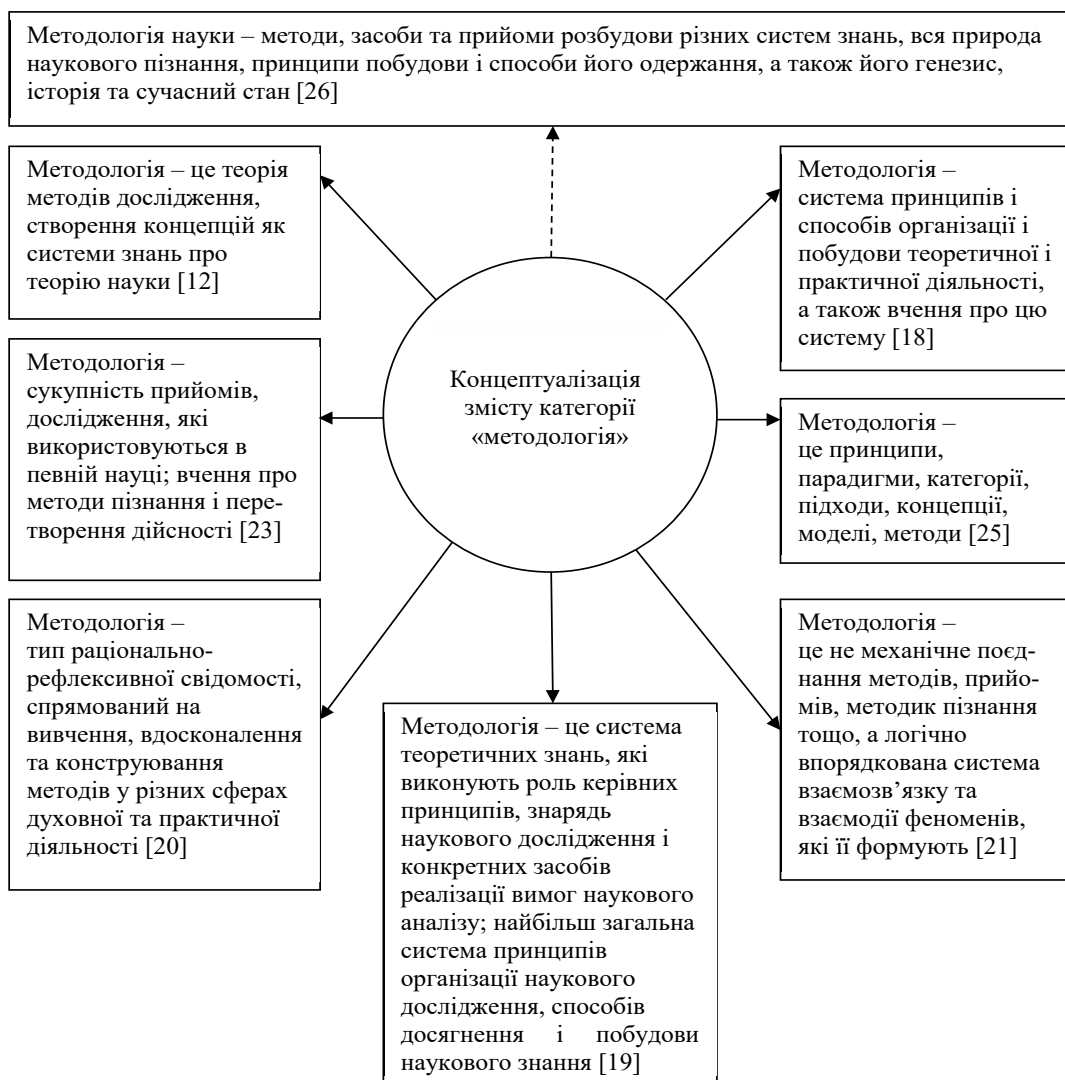 Методологія науки – методи, засоби та прийоми розбудови різних систем знань, вся природа
наукового пізнання, принципи побудови і способи його одержання, а також його генезис,
історія та сучасний стан [26]
Методологія – це теорія
методів дослідження,
створення концепцій як
системи знань про
теорію науки [12]
Методологія –
система принципів і
способів організації і
побудови теоретичної і
практичної діяльності,
а також вчення про цю
систему [18]
Методологія –
сукупність прийомів,
дослідження, які
використовуються в
певній науці; вчення про
методи пізнання і пере-
творення дійсності [23]
Концептуалізація
змісту категорії
«методологія»
Методологія –
це принципи,
парадигми, категорії,
підходи, концепції,
моделі, методи [25]
Методологія –
тип раціонально-
рефлексивної свідомості,
спрямований на
вивчення, вдосконалення
та конструювання
методів у різних сферах
духовної та практичної
діяльності [20]
Методологія – це система
теоретичних знань, які
виконують роль керівних
принципів, знарядь
наукового дослідження і
конкретних засобів
реалізації вимог наукового
аналізу; найбільш загальна
система принципів
організації наукового
дослідження, способів
досягнення і побудови
наукового знання [19]
Методологія –
це не механічне поєд-
нання методів, прийо-
мів, методик пізнання
тощо, а логічно
впорядкована система
взаємозв’язку та
взаємодії феноменів,
які її формують [21]